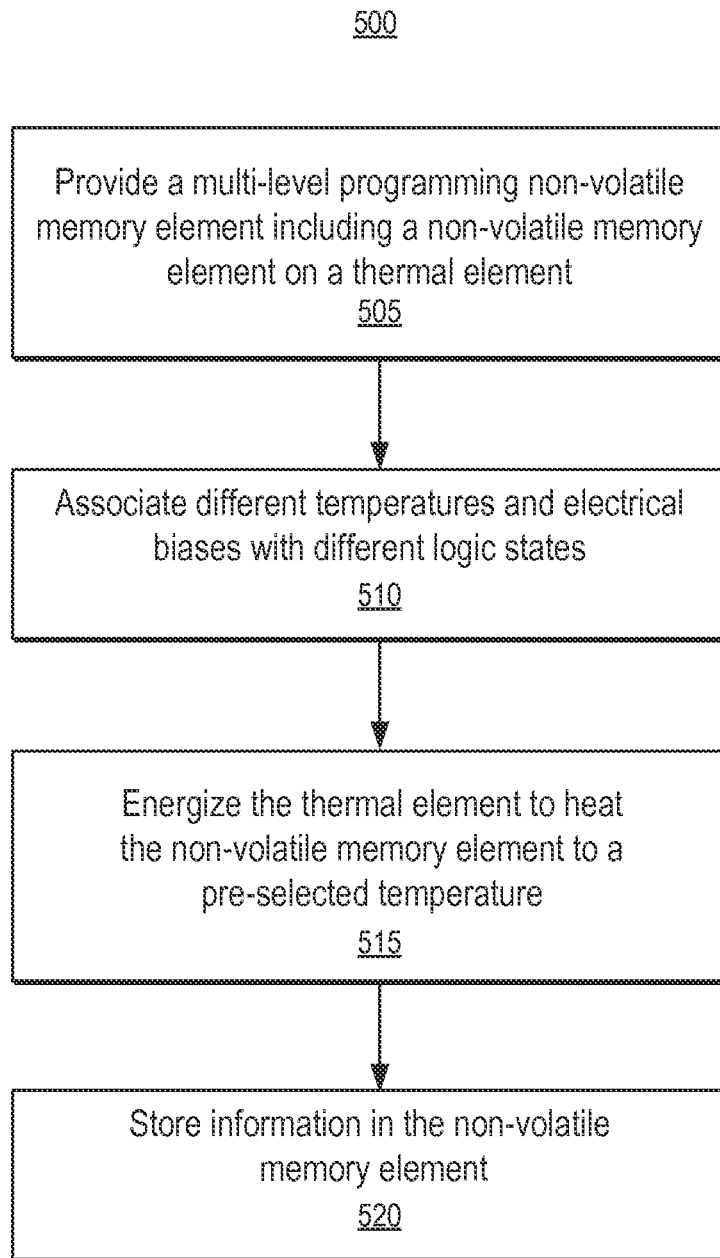 500
Provide a multi-level programming non-volatile
memory element including a non-volatile memory
element on a thermal element
505
Associate different temperatures and electrical
biases with different logic states
510
Energize the thermal element to heat
the non-volatile memory element to a
pre-selected temperature
515
Store information in the non-volatile
memory element
520